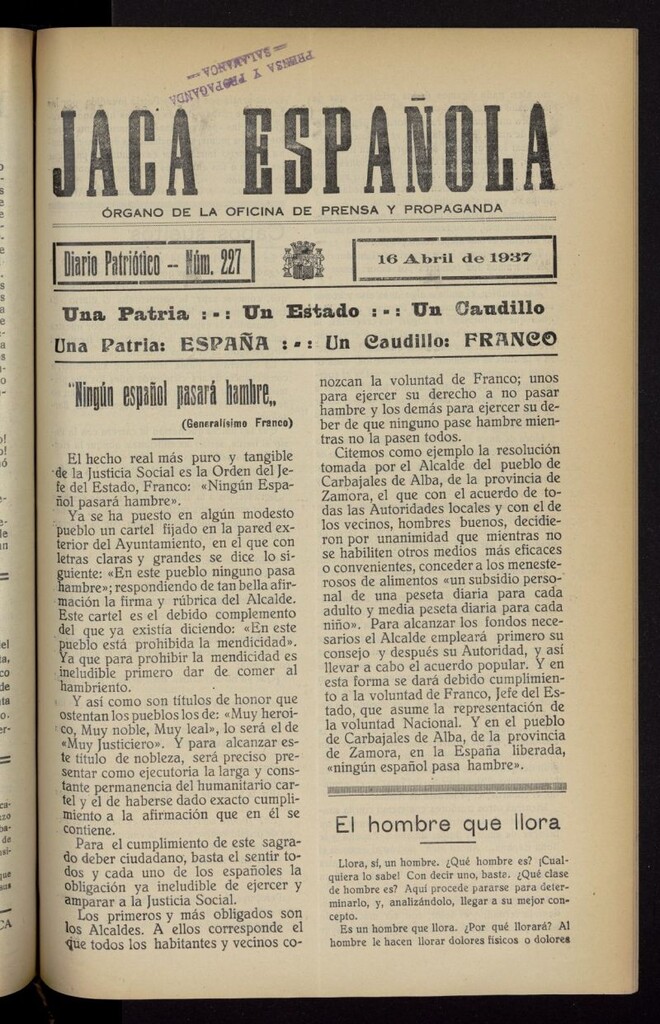 PRENSA Y PROPAGANDA
— SALAMANCA —
JACA ESPAÑOLA
ÓRGANO DE LA OFICINA DE PRENSA Y PROPAGANDA
Diario Patriótico -- Núm. 227
16 Abril de 1937
Una Patria :-: Un Estado :-: Un Caudillo
Una Patria: ESPAÑA :-: Un Caudillo: FRANCO
"Ningún español pasará hambre„
(Generalísimo Franco)
El hecho real más puro y tangible
de la Justicia Social es la Orden del Je-
fe del Estado, Franco: «Ningún Espa-
ñol pasará hambre».
Ya se ha puesto en algún modesto
pueblo un cartel fijado en la pared ex-
terior del Ayuntamiento, en el que con
letras claras y grandes se dice lo si-
guiente: «En este pueblo ninguno pasa
hambre»; respondiendo de tan bella afir-
mación la firma y rúbrica del Alcalde.
Este cartel es el debido complemento
del que ya existía diciendo: «En este
pueblo está prohibida la mendicidad».
Ya que para prohibir la mendicidad es
ineludible primero dar de comer al
hambriento.
Y así como son títulos de honor que
ostentan los pueblos los de: «Muy heroi-
co, Muy noble, Muy leal», lo será el de
«Muy Justiciero». Y para alcanzar es-
te título de nobleza, será preciso pre-
sentar como ejecutoria la larga y cons-
tante permanencia del humanitario car-
tel y el de haberse dado exacto cumpli-
miento a la afirmación que en él se
contiene.
Para el cumplimiento de este sagra-
do deber ciudadano, basta el sentir to-
dos y cada uno de los españoles la
obligación ya ineludible de ejercer y
amparar a la Justicia Social.
Los primeros y más obligados son
los Alcaldes. A ellos corresponde el
que todos los habitantes y vecinos co-
nozcan la voluntad de Franco; unos
para ejercer su derecho a no pasar
hambre y los demás para ejercer su de-
ber de que ninguno pase hambre mien-
tras no la pasen todos.
Citemos como ejemplo la resolución
tomada por el Alcalde del pueblo de
Carbajales de Alba, de la provincia de
Zamora, el que con el acuerdo de to-
das las Autoridades locales y con el de
los vecinos, hombres buenos, decidie-
ron por unanimidad que mientras no
se habiliten otros medios más eficaces
o convenientes, conceder a los meneste-
rosos de alimentos «un subsidio perso-
nal de una peseta diaria para cada
adulto y media peseta diaria para cada
niño». Para alcanzar los fondos nece-
sarios el Alcalde empleará primero su
consejo y después su Autoridad, y así
llevar a cabo el acuerdo popular. Y en
esta forma se dará debido cumplimien-
to a la voluntad de Franco, Jefe del Es-
tado, que asume la representación de
la voluntad Nacional. Y en el pueblo
de Carbajales de Alba, de la provincia
de Zamora, en la España liberada,
«ningún español pasa hambre».
El hombre que llora
Llora, sí, un hombre. ¿Qué hombre es? ¡Cual-
quiera lo sabe! Con decir uno, basta. ¿Qué clase
de hombre es? Aquí procede pararse para deter-
minarlo, y, analizándolo, llegar a su mejor con-
cepto.
Es un hombre que llora. ¿Por qué llorará? Al
hombre le hacen llorar dolores físicos o dolores